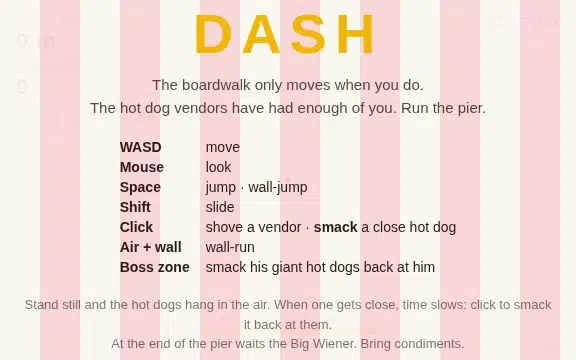 DASH
0 m
0
The boardwalk only moves when you do.
The hot dog vendors have had enough of you. Run the pier.
WASD move
Mouse look
Space jump · wall-jump
Shift slide
Click shove a vendor · smack a close hot dog
Air + wall wall-run
Boss zone smack his giant hot dogs back at him
Stand still and the hot dogs hang in the air. When one gets close, time slows: click to smack
it back at them.
At the end of the pier waits the Big Wiener. Bring condiments.